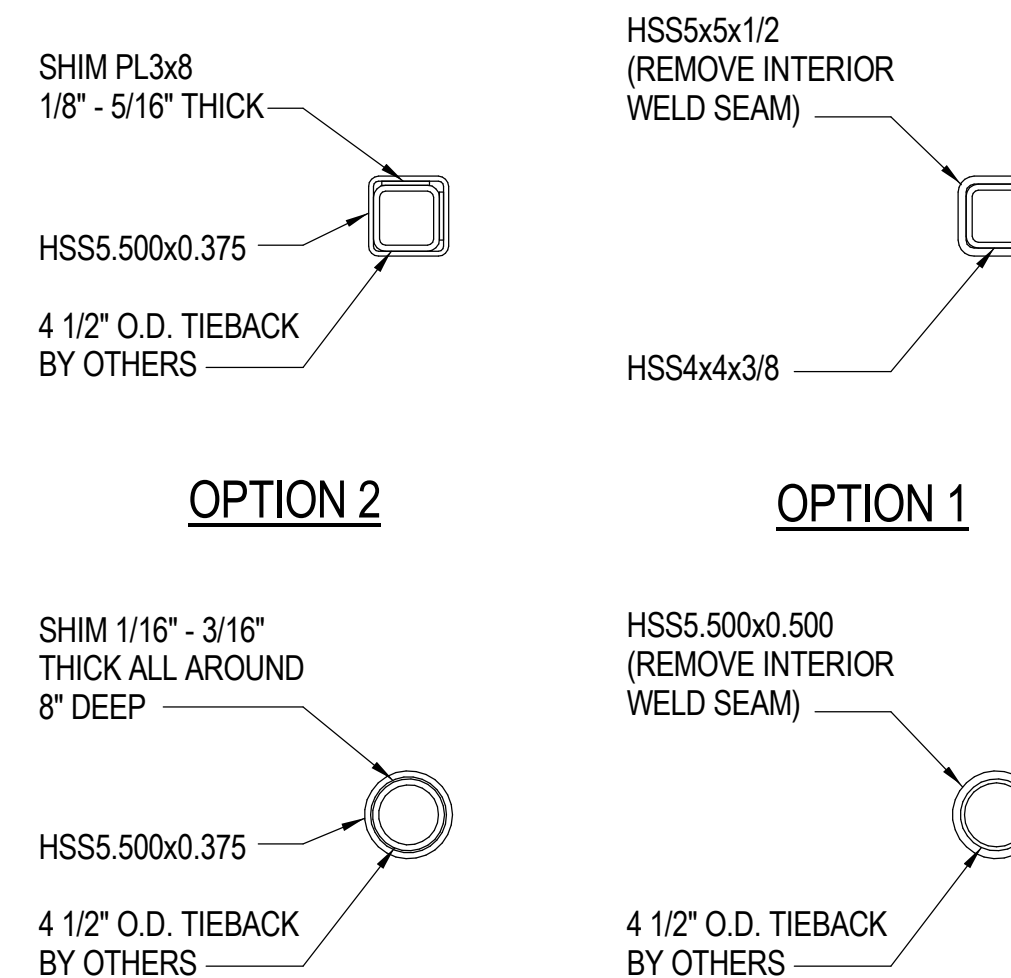 SHIM PL3x8
1/8" - 5/16" THICK
HSS5.500x0.375
4 1/2" O.D. TIEBACK
BY OTHERS
OPTION 2
HSS5x5x1/2
(REMOVE INTERIOR
WELD SEAM)
HSS4x4x3/8
OPTION 1
SHIM 1/16" - 3/16"
THICK ALL AROUND
8" DEEP
HSS5.500x0.375
4 1/2" O.D. TIEBACK
BY OTHERS
HSS5.500x0.500
(REMOVE INTERIOR
WELD SEAM)
4 1/2" O.D. TIEBACK
BY OTHERS